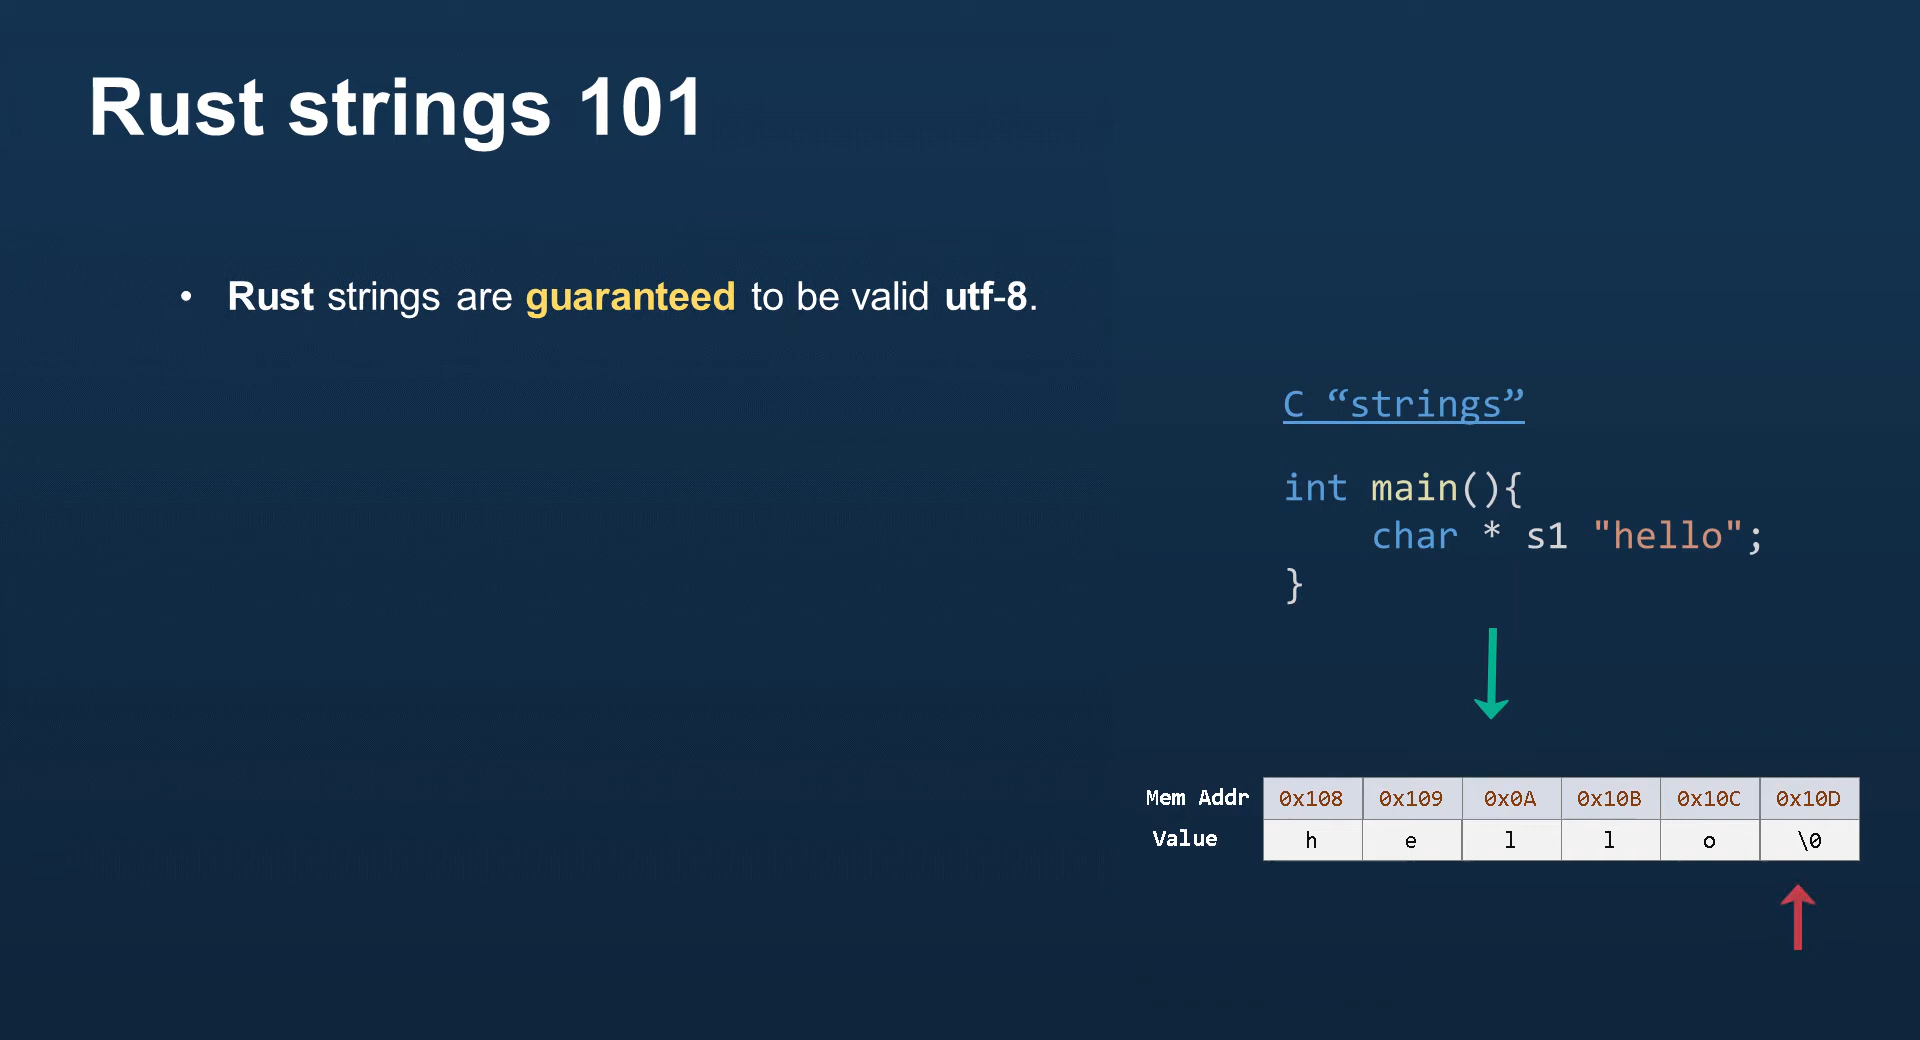 Rust strings 101
• Rust strings are guaranteed to be valid utf-8.
C “strings”
int main(){
char * s1 "hello";
}
Mem Addr 0x108 0x109 0x0A 0x10B 0x10C 0x10D
Value h e l l o \0